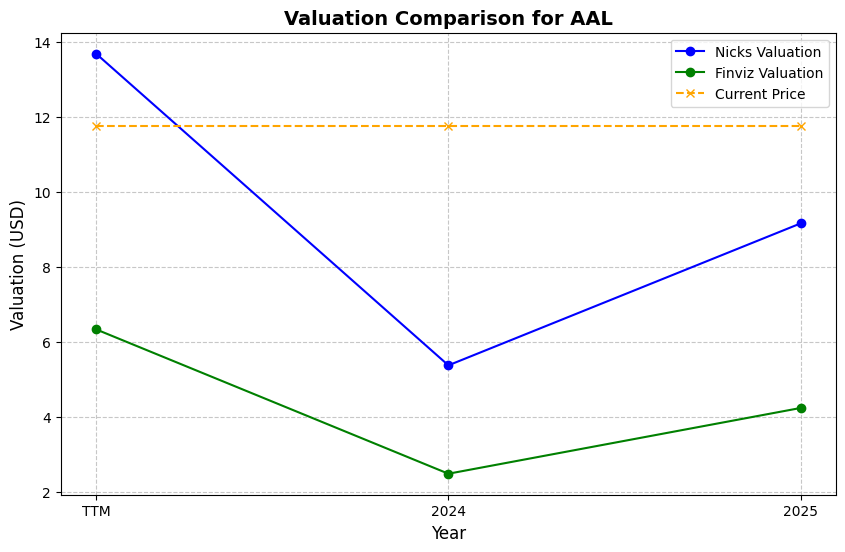 Valuation Comparison for AAL
Nicks Valuation
Finviz Valuation
Current Price
Valuation (USD)
14
12
10
8
6
4
2
TTM
2024
2025
Year